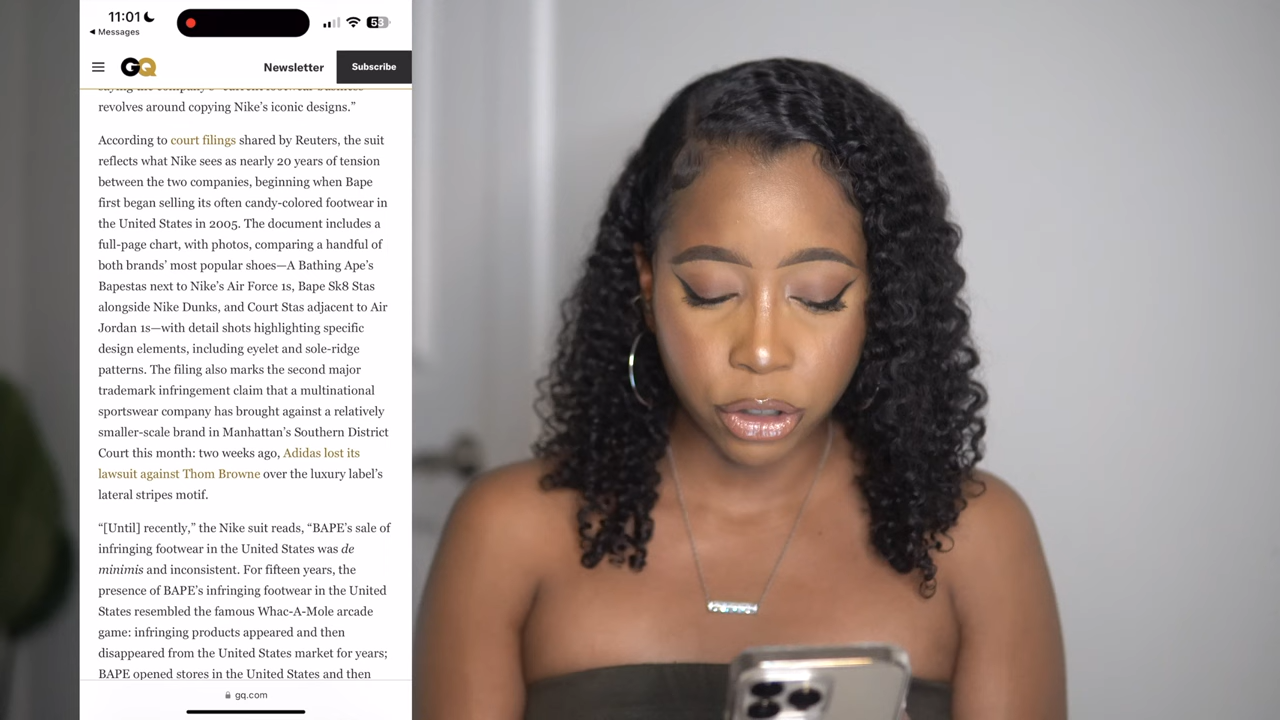 11:01
53
◄ Messages
GQ
Newsletter
Subscribe
saying the company's "current footwear business
revolves around copying Nike's iconic designs."
According to court filings shared by Reuters, the suit
reflects what Nike sees as nearly 20 years of tension
between the two companies, beginning when Bape
first began selling its often candy-colored footwear in
the United States in 2005. The document includes a
full-page chart, with photos, comparing a handful of
both brands' most popular shoes—A Bathing Ape's
Bapestas next to Nike's Air Force 1s, Bape Sk8 Stas
alongside Nike Dunks, and Court Stas adjacent to Air
Jordan 1s—with detail shots highlighting specific
design elements, including eyelet and sole-ridge
patterns. The filing also marks the second major
trademark infringement claim that a multinational
sportswear company has brought against a relatively
smaller-scale brand in Manhattan's Southern District
Court this month: two weeks ago, Adidas lost its
lawsuit against Thom Browne over the luxury label's
lateral stripes motif.
"[Until] recently," the Nike suit reads, "BAPE's sale of
infringing footwear in the United States was de
minimis and inconsistent. For fifteen years, the
presence of BAPE's infringing footwear in the United
States resembled the famous Whac-A-Mole arcade
game: infringing products appeared and then
disappeared from the United States market for years;
BAPE opened stores in the United States and then
gq.com